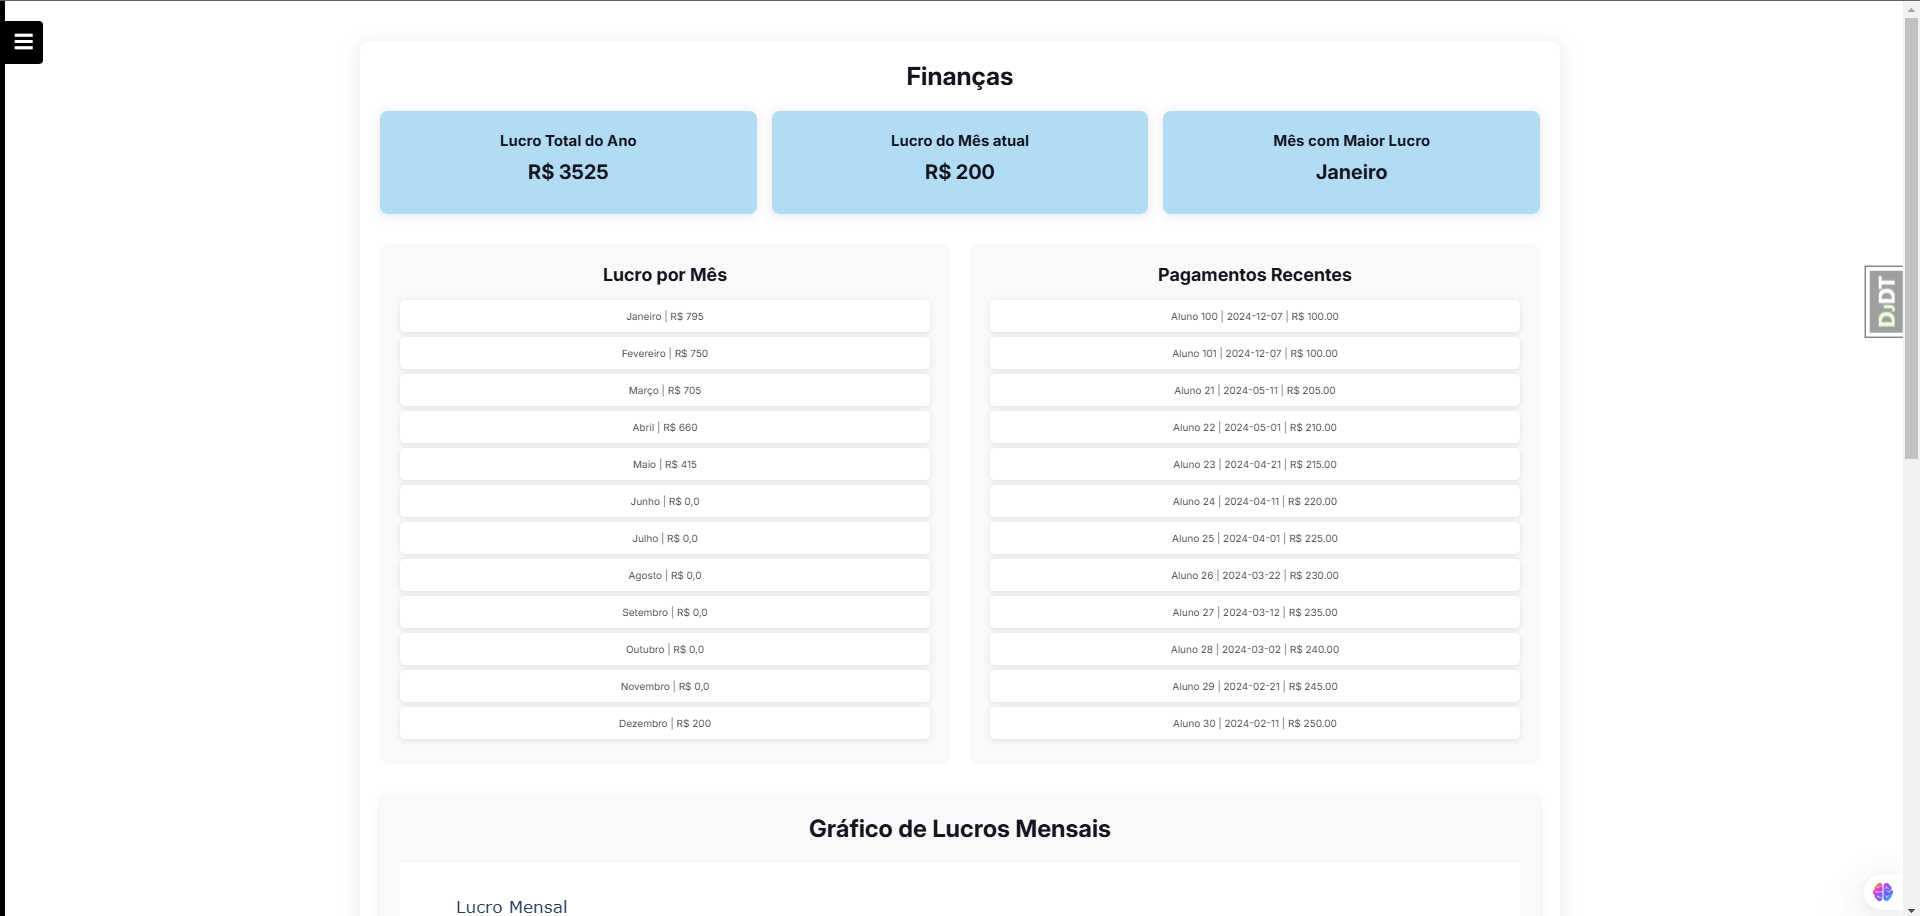 Finanças
Lucro Total do Ano
R$ 3525
Lucro do Mês atual
R$ 200
Mês com Maior Lucro
Janeiro
Lucro por Mês
Janeiro | R$ 795
Fevereiro | R$ 750
Março | R$ 705
Abril | R$ 660
Maio | R$ 415
Junho | R$ 0,0
Julho | R$ 0,0
Agosto | R$ 0,0
Setembro | R$ 0,0
Outubro | R$ 0,0
Novembro | R$ 0,0
Dezembro | R$ 200
Pagamentos Recentes
Aluno 100 | 2024-12-07 | R$ 100.00
Aluno 101 | 2024-12-07 | R$ 100.00
Aluno 21 | 2024-05-11 | R$ 205.00
Aluno 22 | 2024-05-01 | R$ 210.00
Aluno 23 | 2024-04-21 | R$ 215.00
Aluno 24 | 2024-04-11 | R$ 220.00
Aluno 25 | 2024-04-01 | R$ 225.00
Aluno 26 | 2024-03-22 | R$ 230.00
Aluno 27 | 2024-03-12 | R$ 235.00
Aluno 28 | 2024-03-02 | R$ 240.00
Aluno 29 | 2024-02-21 | R$ 245.00
Aluno 30 | 2024-02-11 | R$ 250.00
DJDT
Gráfico de Lucros Mensais
Lucro Mensal